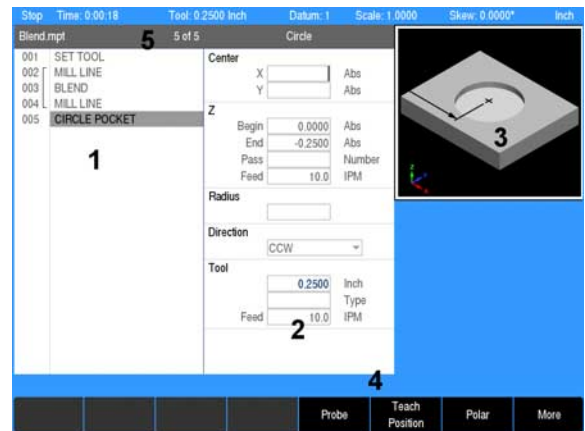 Stop Time: 0:00:18 Tool: 0.2500 Inch Datum: 1 Scale: 1.0000 Skew: 0.0000* Inch
Blend.mpt 5 5 of 5 Circle
001 SET TOOL
002 MILL LINE
003 BLEND
004 MILL LINE
005 CIRCLE POCKET
1
Center
X Abs
Y Abs
Z
Begin 0.0000 Abs
End -0.2500 Abs
Pass Number
Feed 10.0 IPM
Radius
Direction
CCW
Tool
0.2500 Inch
Type
Feed 10.0 IPM
2
3
4
Probe Teach Position Polar More